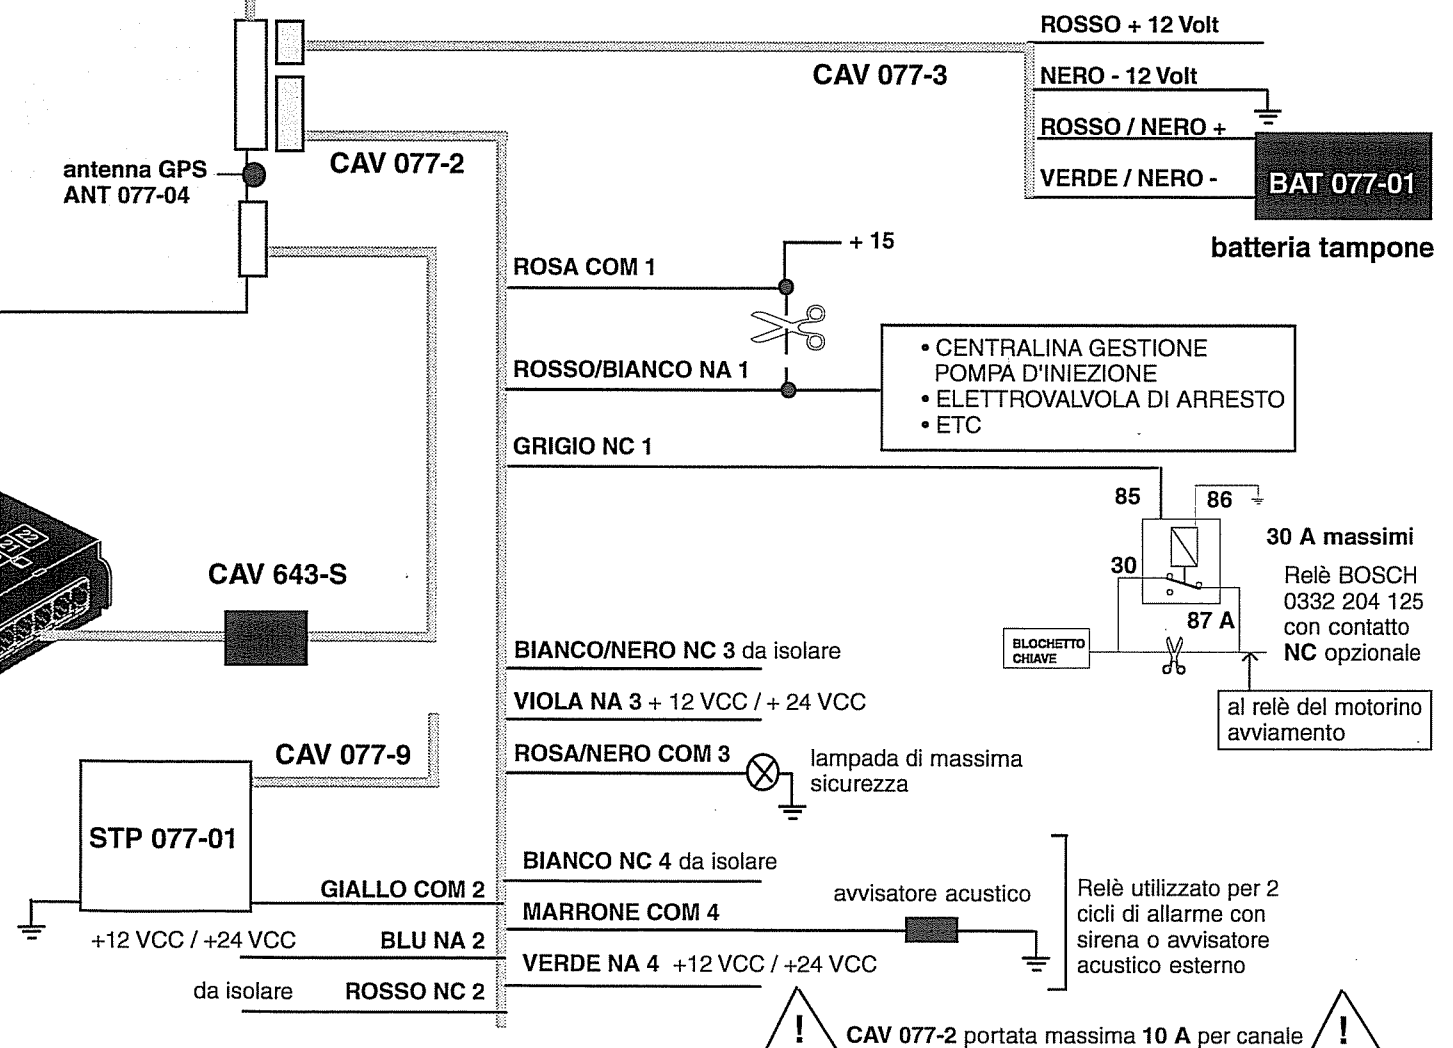 ROSSO + 12 Volt
CAV 077-3
NERO - 12 Volt
ROSSO / NERO +
VERDE / NERO -
BAT 077-01
batteria tampone
CAV 077-2
antenna GPS
ANT 077-04
+ 15
ROSA COM 1
ROSSO/BIANCO NA 1
• CENTRALINA GESTIONE
POMPA D'INIEZIONE
• ELETTROVALVOLA DI ARRESTO
• ETC
GRIGIO NC 1
85
86
30
87 A
30 A massimi
Relè BOSCH
0332 204 125
con contatto
NC opzionale
BLOCHETTO
CHIAVE
al relè del motorino
avviamento
22
21
CAV 643-S
BIANCO/NERO NC 3 da isolare
VIOLA NA 3 + 12 VCC / + 24 VCC
ROSA/NERO COM 3
lampada di massima
sicurezza
CAV 077-9
STP 077-01
GIALLO COM 2
+12 VCC / +24 VCC BLU NA 2
da isolare ROSSO NC 2
BIANCO NC 4 da isolare
MARRONE COM 4
avvisatore acustico
VERDE NA 4 +12 VCC / +24 VCC
Relè utilizzato per 2
cicli di allarme con
sirena o avvisatore
acustico esterno
! CAV 077-2 portata massima 10 A per canale !